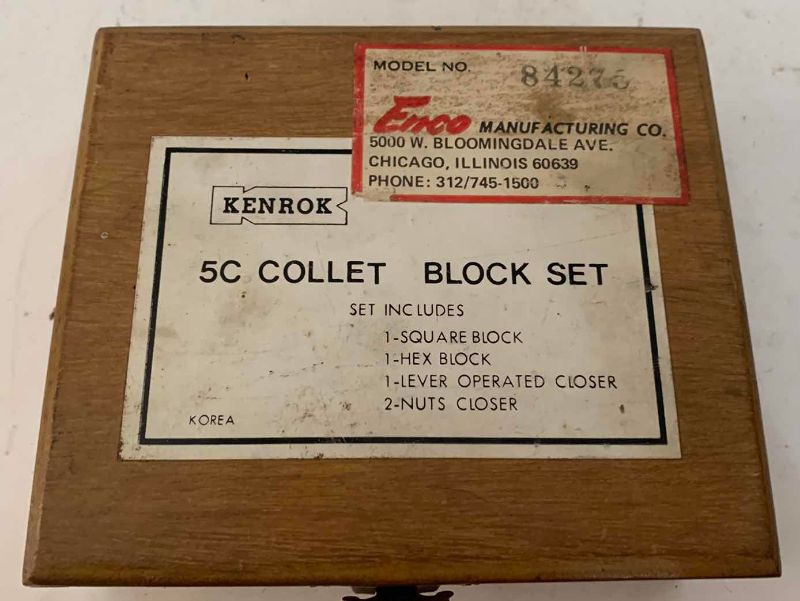 MODEL NO. 84275
Enco MANUFACTURING CO.
5000 W. BLOOMINGDALE AVE.
CHICAGO, ILLINOIS 60639
PHONE: 312/745-1500
KENROK
5C COLLET BLOCK SET
SET INCLUDES
1-SQUARE BLOCK
1-HEX BLOCK
1-LEVER OPERATED CLOSER
2-NUTS CLOSER
KOREA